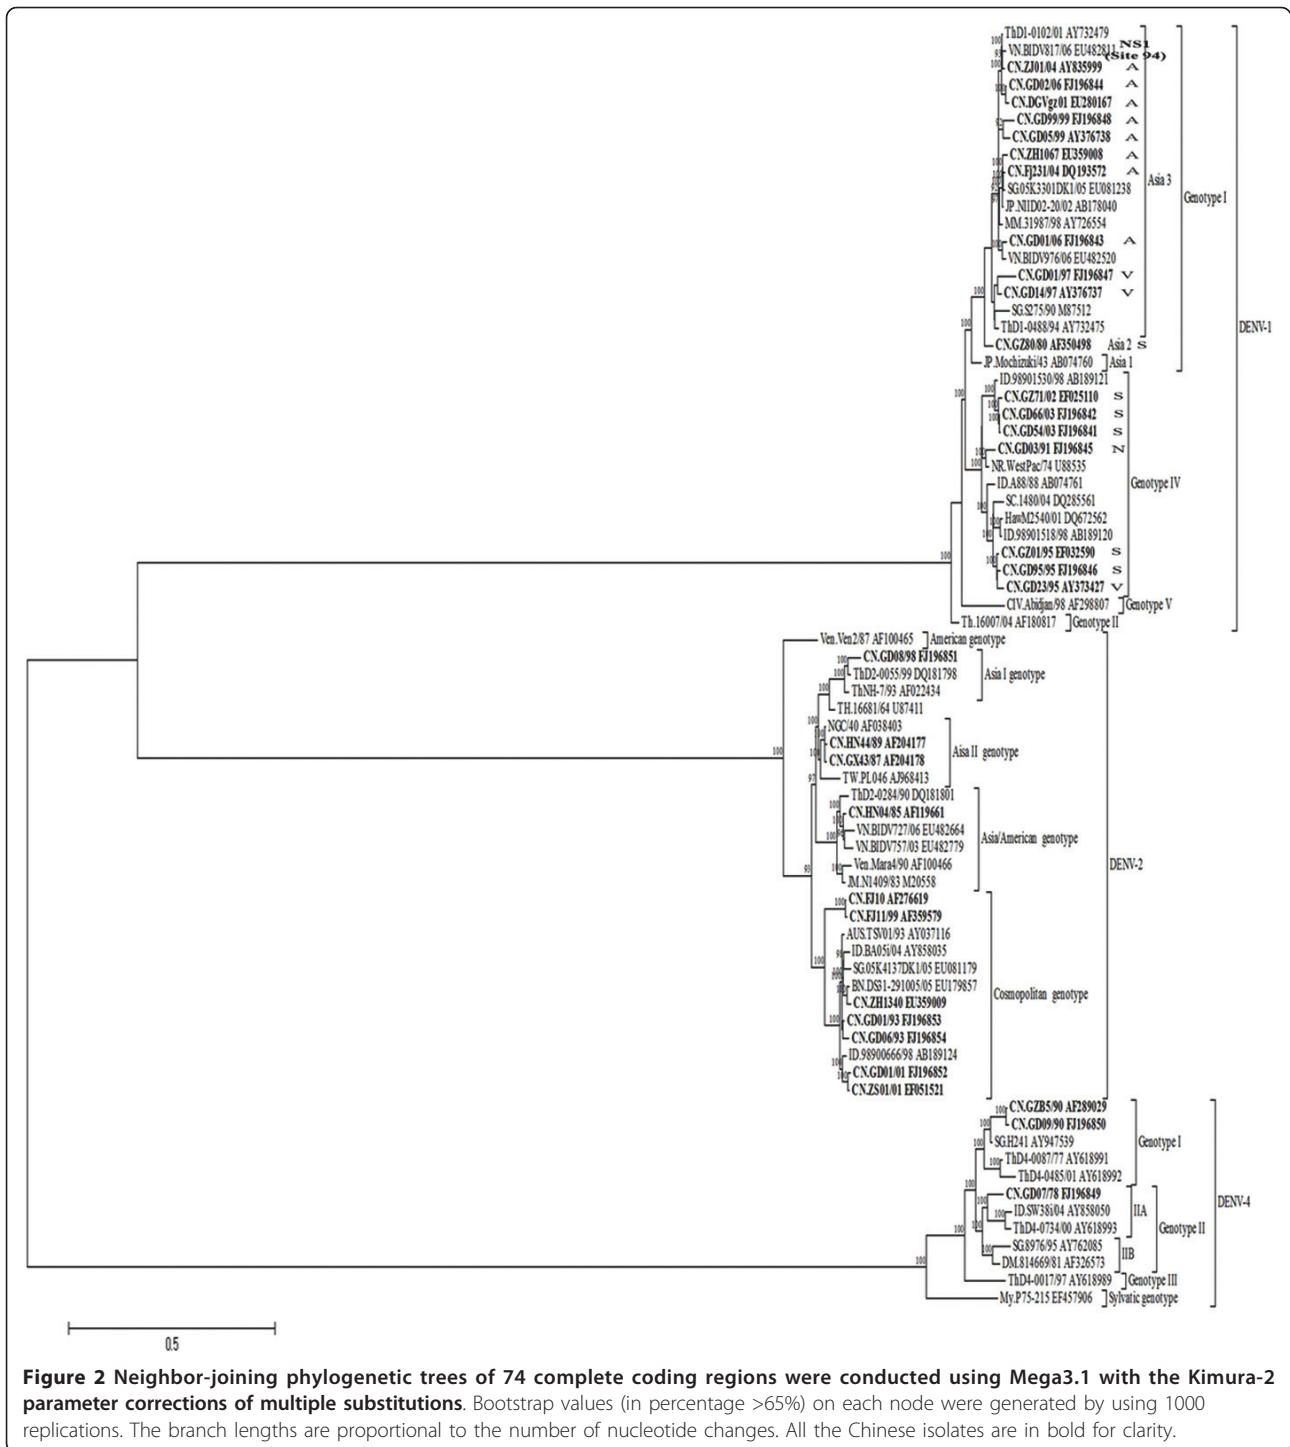 ThD1-0102/01 AY732479
VN.BIDV817/06 EU482811 NS1
(Site 94)
CN.ZJ01/04 AY835999 A
CN.GD02/06 FJ196844 A
CN.DGVgz01 EU280167 A
CN.GD99/99 FJ196848 A
CN.GD05/99 AY376738 A
CN.ZH1067 EU359008 A
CN.Fj231/04 DQ193572 A
SG.05K3301DK1/05 EU081238
JP.NIID02-20/02 AB178040
MM.31987/98 AY726554
CN.GD01/06 FJ196843 A
VN.BIDV976/06 EU482520
CN.GD01/97 FJ196847 V
CN.GD14/97 AY376737 V
SG.S275/90 M87512
ThD1-0488/94 AY732475
Asia 3
CN.GZ80/80 AF350498 Asia 2 S
JP.Mochizuki/43 AB074760 Asia 1
Genotype I
ID.98901530/98 AB189121
CN.GZ71/02 EF025110 S
CN.GD66/03 FJ196842 S
CN.GD54/03 FJ196841 S
CN.GD03/91 FJ196845 N
NR.WestPac/74 U88535
ID.A88/88 AB074761
SC.1480/04 DQ285561
HawM2540/01 DQ672562
ID.98901518/98 AB189120
CN.GZ01/95 EF032590 S
CN.GD95/95 FJ196846 S
CN.GD23/95 AY373427 V
Genotype IV
CIV.Abidjan/98 AF298807 Genotype V
Th.16007/04 AF180817 Genotype II
DENV-1
Ven.Ven2/87 AF100465 American genotype
CN.GD08/98 FJ196851
ThD2-0055/99 DQ181798
ThNH-7/93 AF022434
TH.16681/64 U87411
Asia I genotype
NGC/40 AF038403
CN.HN44/89 AF204177
CN.GX43/87 AF204178
TW.PL046 AJ968413
Aisa II genotype
ThD2-0284/90 DQ181801
CN.HN04/85 AF119661
VN.BIDV727/06 EU482664
VN.BIDV757/03 EU482779
Ven.Mara4/90 AF100466
JM.N1409/83 M20558
Asia/American genotype
CN.FJ10 AF276619
CN.FJ11/99 AF359579
AUS.TSV01/93 AY037116
ID.BA05i/04 AY858035
SG.05K4137DK1/05 EU081179
BN.DS31-291005/05 EU179857
CN.ZH1340 EU359009
CN.GD01/93 FJ196853
CN.GD06/93 FJ196854
ID.98900666/98 AB189124
CN.GD01/01 FJ196852
CN.ZS01/01 EF051521
Cosmopolitan genotype
DENV-2
CN.GZB5/90 AF289029
CN.GD09/90 FJ196850
SG.H241 AY947539
ThD4-0087/77 AY618991
ThD4-0485/01 AY618992
Genotype I
CN.GD07/78 FJ196849
ID.SW38i/04 AY858050
ThD4-0734/00 AY618993
IIA
SG.8976/95 AY762085
DM.814669/81 AF326573
IIB
Genotype II
ThD4-0017/97 AY618989 Genotype III
My.P75-215 EF457906 Sylvatic genotype
DENV-4
0.5
Figure 2 Neighbor-joining phylogenetic trees of 74 complete coding regions were conducted using Mega3.1 with the Kimura-2
parameter corrections of multiple substitutions. Bootstrap values (in percentage >65%) on each node were generated by using 1000
replications. The branch lengths are proportional to the number of nucleotide changes. All the Chinese isolates are in bold for clarity.